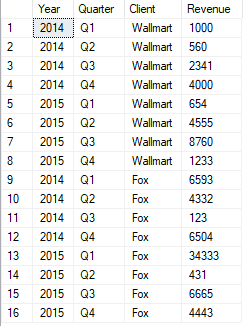 Year Quarter Client Revenue
1 2014 Q1 Wallmart 1000
2 2014 Q2 Wallmart 560
3 2014 Q3 Wallmart 2341
4 2014 Q4 Wallmart 4000
5 2015 Q1 Wallmart 654
6 2015 Q2 Wallmart 4555
7 2015 Q3 Wallmart 8760
8 2015 Q4 Wallmart 1233
9 2014 Q1 Fox 6593
10 2014 Q2 Fox 4332
11 2014 Q3 Fox 123
12 2014 Q4 Fox 6504
13 2015 Q1 Fox 34333
14 2015 Q2 Fox 431
15 2015 Q3 Fox 6665
16 2015 Q4 Fox 4443